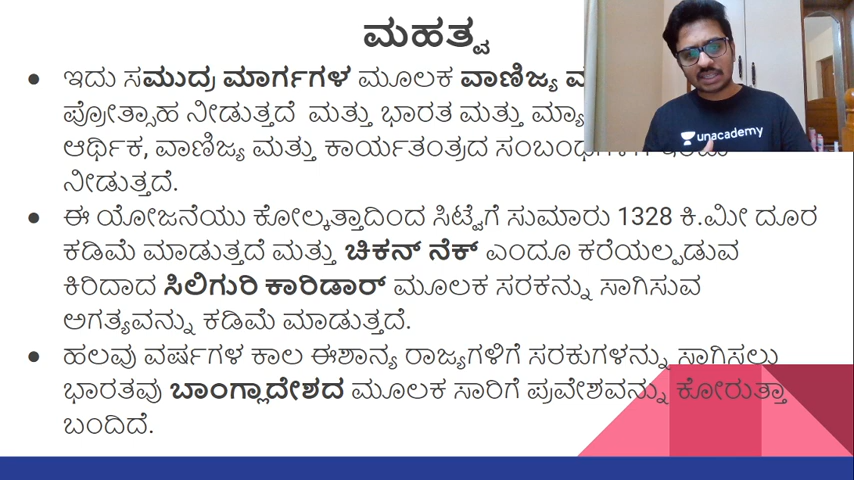 ಮಹತ್ವ
ಇದು ಸಮುದ್ರ ಮಾರ್ಗಗಳ ಮೂಲಕ ವಾಣಿಜ್ಯ
unacademy
ಪ್ರೋತ್ಸಾಹ ನೀಡುತ್ತದೆ ಮತ್ತು ಭಾರತ ಮತ್ತು
ಆರ್ಥಿಕ, ವಾಣಿಜ್ಯ ಮತ್ತು ಕಾರ್ಯತಂತ್ರದ
ನೀಡುತ್ತದೆ.
ಈ ಯೋಜನೆಯು ಕೋಲ್ಕತ್ತಾದಿಂದ ಸಿಟ್ವೆಗೆ ಸುಮಾರು 1328 ಕಿ.ಮೀ ದೂರ
ಕಡಿಮೆ ಮಾಡುತ್ತದೆ ಮತ್ತು ಚಿಕನ್ ನೆಕ್ ಎಂದೂ ಕರೆಯಲ್ಪಡುವ
ಕಿರಿದಾದ ಸಿಲಿಗುರಿ ಕಾರಿಡಾರ್ ಮೂಲಕ ಸರಕನ್ನು ಸಾಗಿಸುವ
ಅಗತ್ಯವನ್ನು ಕಡಿಮೆ ಮಾಡುತ್ತದೆ.
ಹಲವು ವರ್ಷಗಳ ಕಾಲ ಈಶಾನ್ಯ ರಾಜ್ಯಗಳಿಗೆ ಸರಕುಗಳನ್ನು ಸಾಗಿಸಲು
ಭಾರತವು ಬಾಂಗ್ಲಾದೇಶದ ಮೂಲಕ ಸಾರಿಗೆ ಪ್ರವೇಶವನ್ನು ಕೋರುತ್ತಾ
ಬಂದಿದೆ.